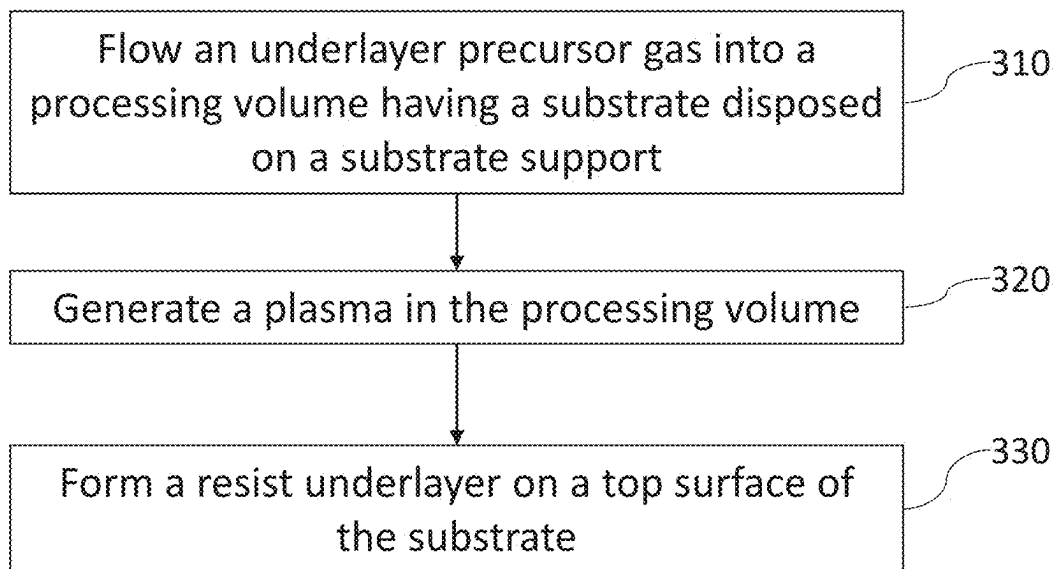 Flow an underlayer precursor gas into a
processing volume having a substrate disposed
on a substrate support
310
Generate a plasma in the processing volume
320
Form a resist underlayer on a top surface of
the substrate
330